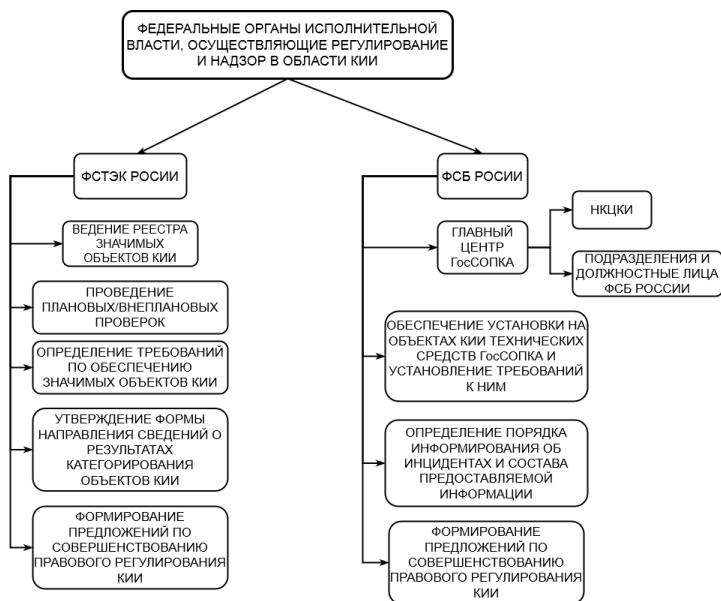 ФЕДЕРАЛЬНЫЕ ОРГАНЫ ИСПОЛНИТЕЛЬНОЙ
ВЛАСТИ, ОСУЩЕСТВЛЯЮЩИЕ РЕГУЛИРОВАНИЕ
И НАДЗОР В ОБЛАСТИ КИИ
ФСТЭК РОСИИ
ВЕДЕНИЕ РЕЕСТРА
ЗНАЧИМЫХ
ОБЪЕКТОВ КИИ
ПРОВЕДЕНИЕ
ПЛАНОВЫХ/ВНЕПЛАНОВЫХ
ПРОВЕРОК
ОПРЕДЕЛЕНИЕ ТРЕБОВАНИЙ
ПО ОБЕСПЕЧЕНИЮ
ЗНАЧИМЫХ ОБЪЕКТОВ КИИ
УТВЕРЖДЕНИЕ ФОРМЫ
НАПРАВЛЕНИЯ СВЕДЕНИЙ О
РЕЗУЛЬТАТАХ
КАТЕГОРИРОВАНИЯ
ОБЪЕКТОВ КИИ
ФОРМИРОВАНИЕ
ПРЕДЛОЖЕНИЙ ПО
СОВЕРШЕНСТВОВАНИЮ
ПРАВОВОГО РЕГУЛИРОВАНИЯ
КИИ
ФСБ РОСИИ
ГЛАВНЫЙ
ЦЕНТР
ГосСОПКА
НКЦКИ
ПОДРАЗДЕЛЕНИЯ И
ДОЛЖНОСТНЫЕ ЛИЦА
ФСБ РОССИИ
ОБЕСПЕЧЕНИЕ УСТАНОВКИ НА
ОБЪЕКТАХ КИИ ТЕХНИЧЕСКИХ
СРЕДСТВ ГосСОПКА И
УСТАНОВЛЕНИЕ ТРЕБОВАНИЙ
К НИМ
ОПРЕДЕЛЕНИЕ ПОРЯДКА
ИНФОРМИРОВАНИЯ ОБ
ИНЦИДЕНТАХ И СОСТАВА
ПРЕДОСТАВЛЯЕМОЙ
ИНФОРМАЦИИ
ФОРМИРОВАНИЕ
ПРЕДЛОЖЕНИЙ ПО
СОВЕРШЕНСТВОВАНИЮ
ПРАВОВОГО РЕГУЛИРОВАНИЯ
КИИ